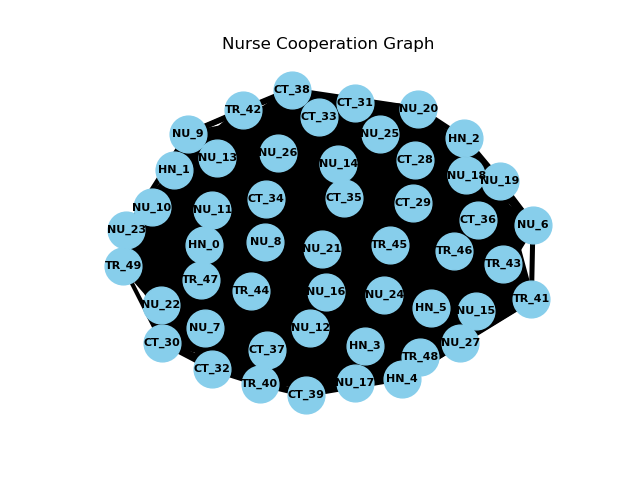 Nurse Cooperation Graph
CT_38
CT_31
TR_42
NU_20
CT_33
NU_9
NU_25
HN_2
NU_26
NU_13
CT_28
NU_14
HN_1
NU_18
NU_19
CT_34
CT_35
CT_29
NU_10
NU_11
CT_36
NU_6
NU_23
HN_0
NU_8
NU_21
TR_45
TR_46
TR_49
TR_43
TR_47
TR_44
NU_16
NU_24
TR_41
NU_22
HN_5
NU_15
NU_7
NU_12
CT_30
HN_3
NU_27
CT_37
TR_48
CT_32
HN_4
TR_40
NU_17
CT_39